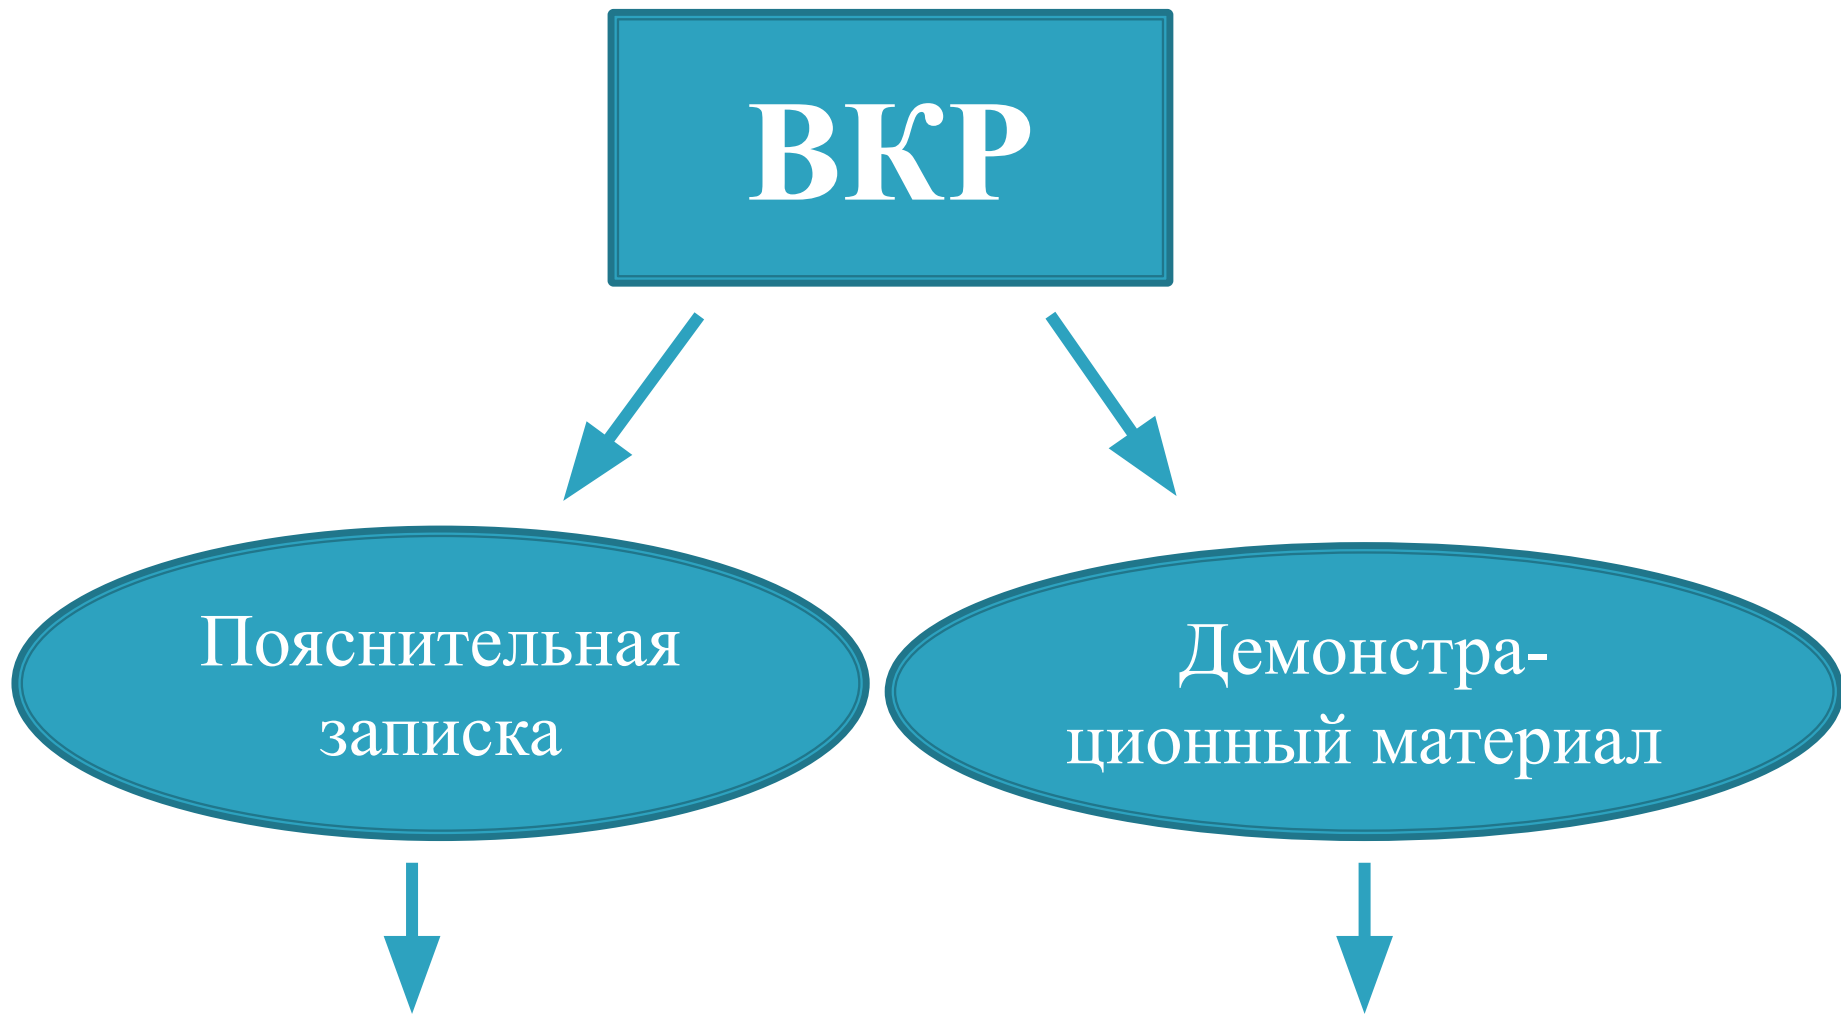 ВКР
Пояснительная
записка
Демонстра-
ционный материал